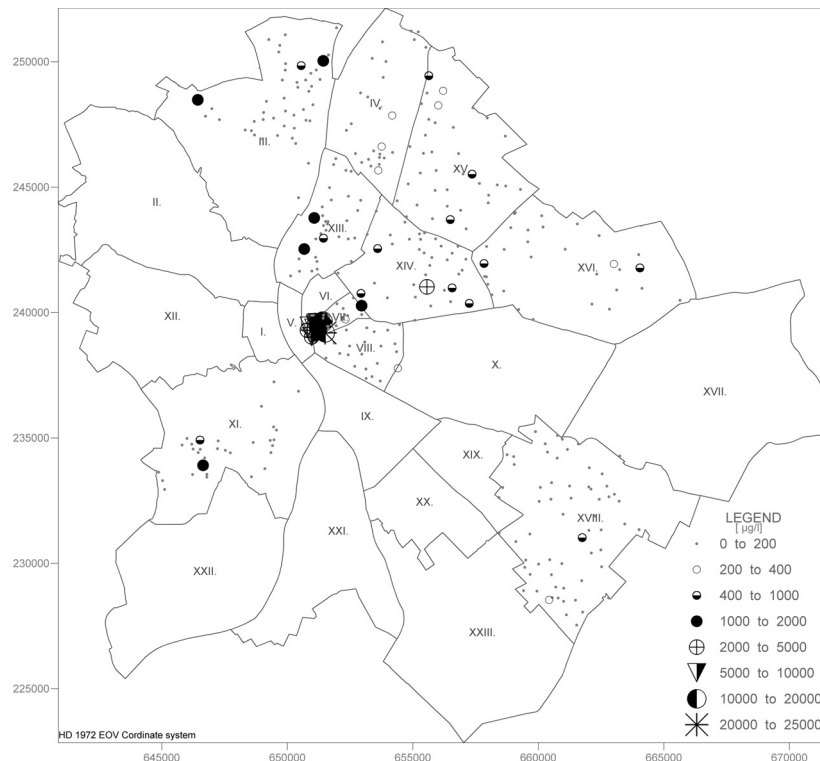 250000
245000
240000
235000
230000
225000
645000 650000 655000 660000 665000 670000
IV.
III.
XV.
II.
XIII.
XIV.
XVI.
VI.
XII.
I.
V.
VII.
VIII.
X.
XVII.
IX.
XI.
XIX.
XX.
XVIII.
XXI.
XXII.
XXIII.
LEGEND
[ µg/l]
0 to 200
200 to 400
400 to 1000
1000 to 2000
2000 to 5000
5000 to 10000
10000 to 20000
20000 to 25000
HD 1972 EOV Cordinate system